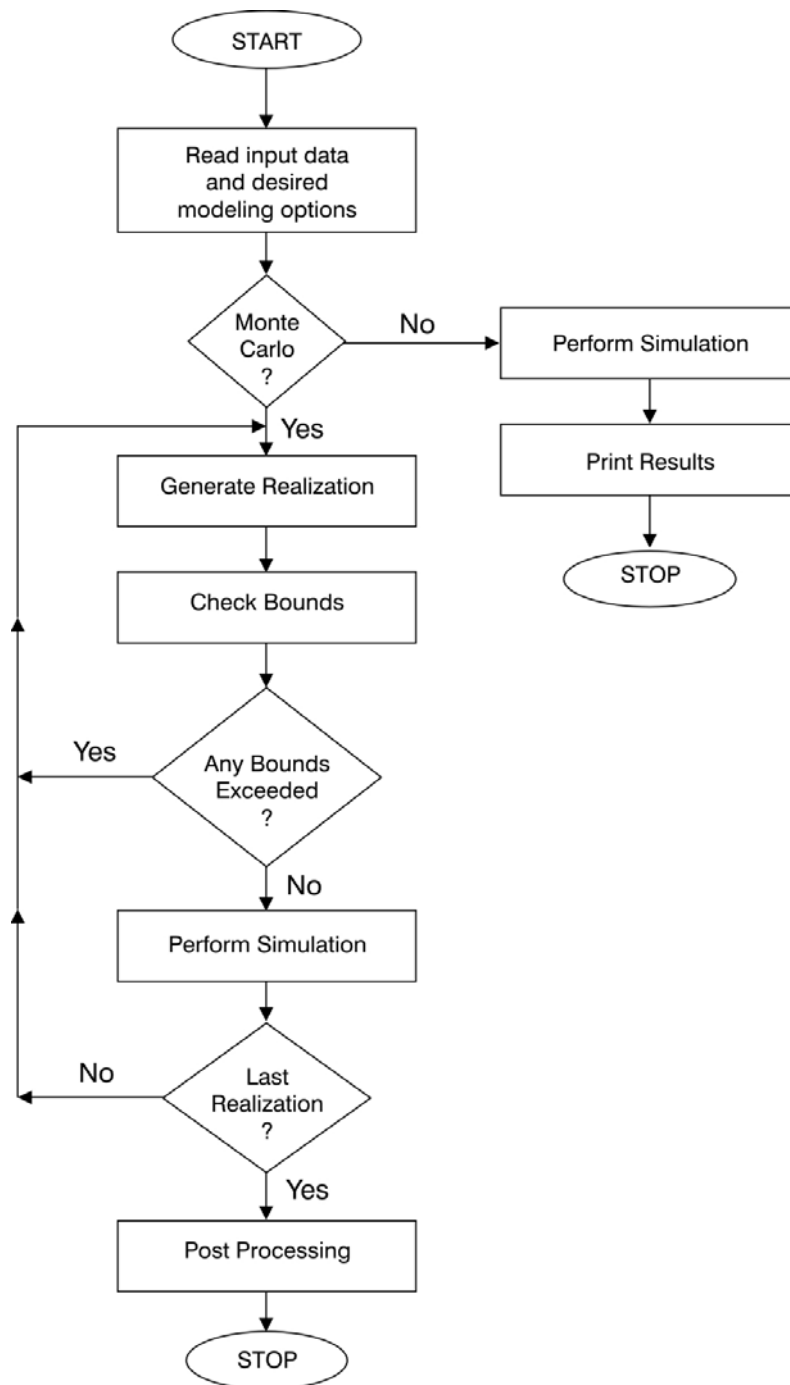 START
Read input data
and desired
modeling options
Monte
Carlo
?
No
Perform Simulation
Print Results
STOP
Yes
Generate Realization
Check Bounds
Any Bounds
Exceeded
?
Yes
No
Perform Simulation
Last
Realization
?
No
Yes
Post Processing
STOP